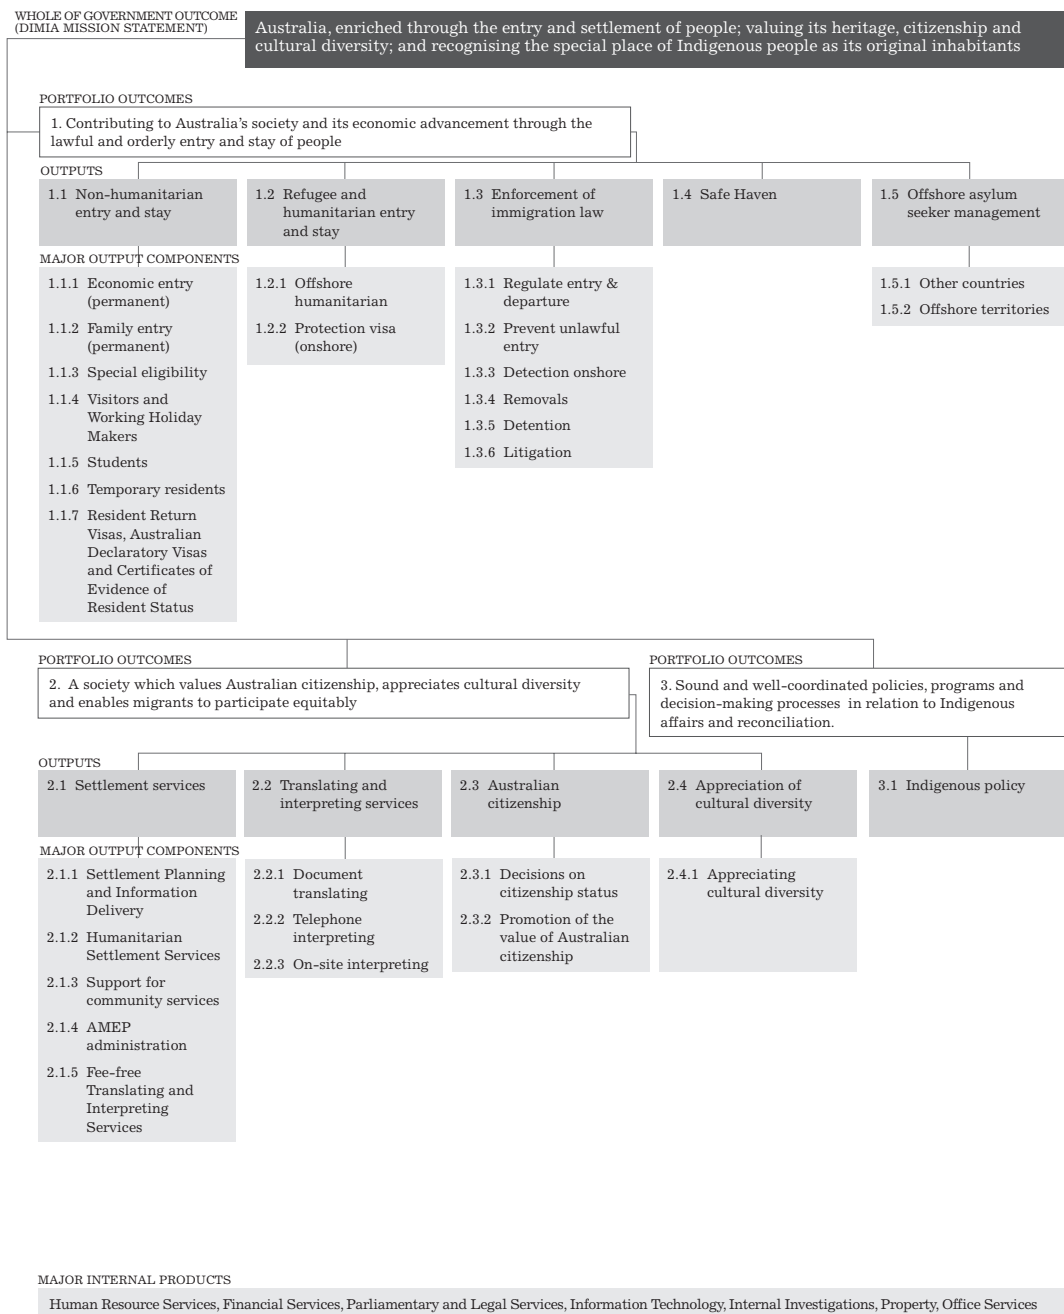 WHOLE OF GOVERNMENT OUTCOME
(DIMIA MISSION STATEMENT)
Australia, enriched through the entry and settlement of people; valuing its heritage, citizenship and
cultural diversity; and recognising the special place of Indigenous people as its original inhabitants
PORTFOLIO OUTCOMES
1. Contributing to Australia's society and its economic advancement through the
lawful and orderly entry and stay of people
OUTPUTS
1.1 Non-humanitarian
entry and stay
1.2 Refugee and
humanitarian entry
and stay
1.3 Enforcement of
immigration law
1.4 Safe Haven
1.5 Offshore asylum
seeker management
MAJOR OUTPUT COMPONENTS
1.1.1 Economic entry
(permanent)
1.1.2 Family entry
(permanent)
1.1.3 Special eligibility
1.1.4 Visitors and
Working Holiday
Makers
1.1.5 Students
1.1.6 Temporary residents
1.1.7 Resident Return
Visas, Australian
Declaratory Visas
and Certificates of
Evidence of
Resident Status
1.2.1 Offshore
humanitarian
1.2.2 Protection visa
(onshore)
1.3.1 Regulate entry &
departure
1.3.2 Prevent unlawful
entry
1.3.3 Detection onshore
1.3.4 Removals
1.3.5 Detention
1.3.6 Litigation
1.5.1 Other countries
1.5.2 Offshore territories
PORTFOLIO OUTCOMES
2. A society which values Australian citizenship, appreciates cultural diversity
and enables migrants to participate equitably
PORTFOLIO OUTCOMES
3. Sound and well-coordinated policies, programs and
decision-making processes in relation to Indigenous
affairs and reconciliation.
OUTPUTS
2.1 Settlement services
2.2 Translating and
interpreting services
2.3 Australian
citizenship
2.4 Appreciation of
cultural diversity
3.1 Indigenous policy
MAJOR OUTPUT COMPONENTS
2.1.1 Settlement Planning
and Information
Delivery
2.1.2 Humanitarian
Settlement Services
2.1.3 Support for
community services
2.1.4 AMEP
administration
2.1.5 Fee-free
Translating and
Interpreting
Services
2.2.1 Document
translating
2.2.2 Telephone
interpreting
2.2.3 On-site interpreting
2.3.1 Decisions on
citizenship status
2.3.2 Promotion of the
value of Australian
citizenship
2.4.1 Appreciating
cultural diversity
MAJOR INTERNAL PRODUCTS
Human Resource Services, Financial Services, Parliamentary and Legal Services, Information Technology, Internal Investigations, Property, Office Services